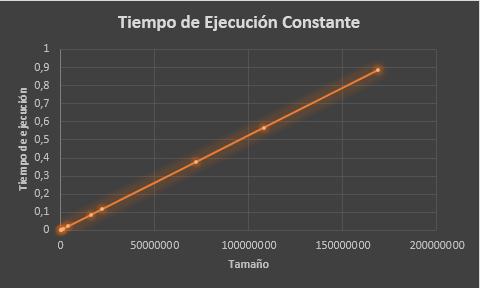 Tiempo de Ejecución Constante
1
0,9
0,8
0,7
0,6
0,5
0,4
0,3
0,2
0,1
0
Tiempo de ejecución
0 50000000 100000000 150000000 200000000
Tamaño